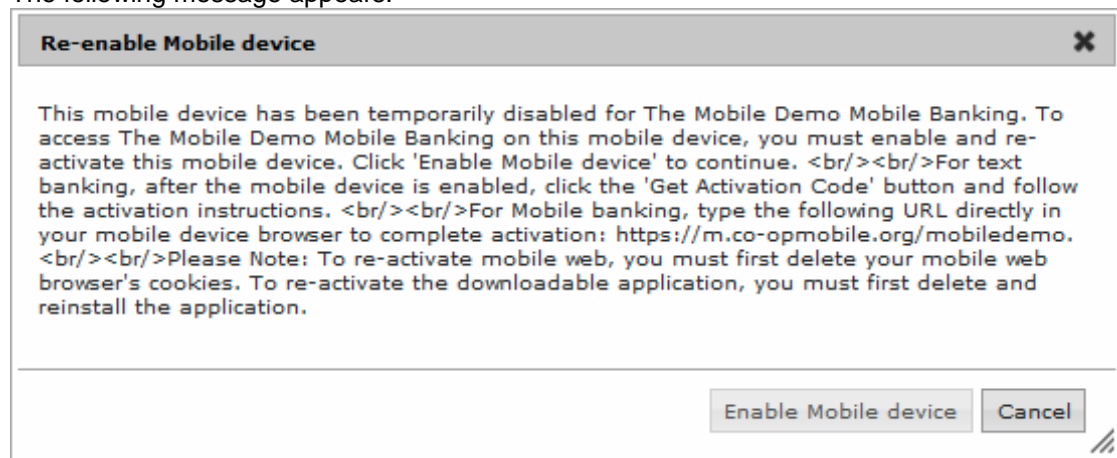 The following message appears:
Re-enable Mobile device
This mobile device has been temporarily disabled for The Mobile Demo Mobile Banking. To
access The Mobile Demo Mobile Banking on this mobile device, you must enable and re-
activate this mobile device. Click 'Enable Mobile device' to continue. <br/><br/>For text
banking, after the mobile device is enabled, click the 'Get Activation Code' button and follow
the activation instructions. <br/><br/>For Mobile banking, type the following URL directly in
your mobile device browser to complete activation: https://m.co-opmobile.org/mobiledemo.
<br/><br/>Please Note: To re-activate mobile web, you must first delete your mobile web
browser's cookies. To re-activate the downloadable application, you must first delete and
reinstall the application.
Enable Mobile device Cancel